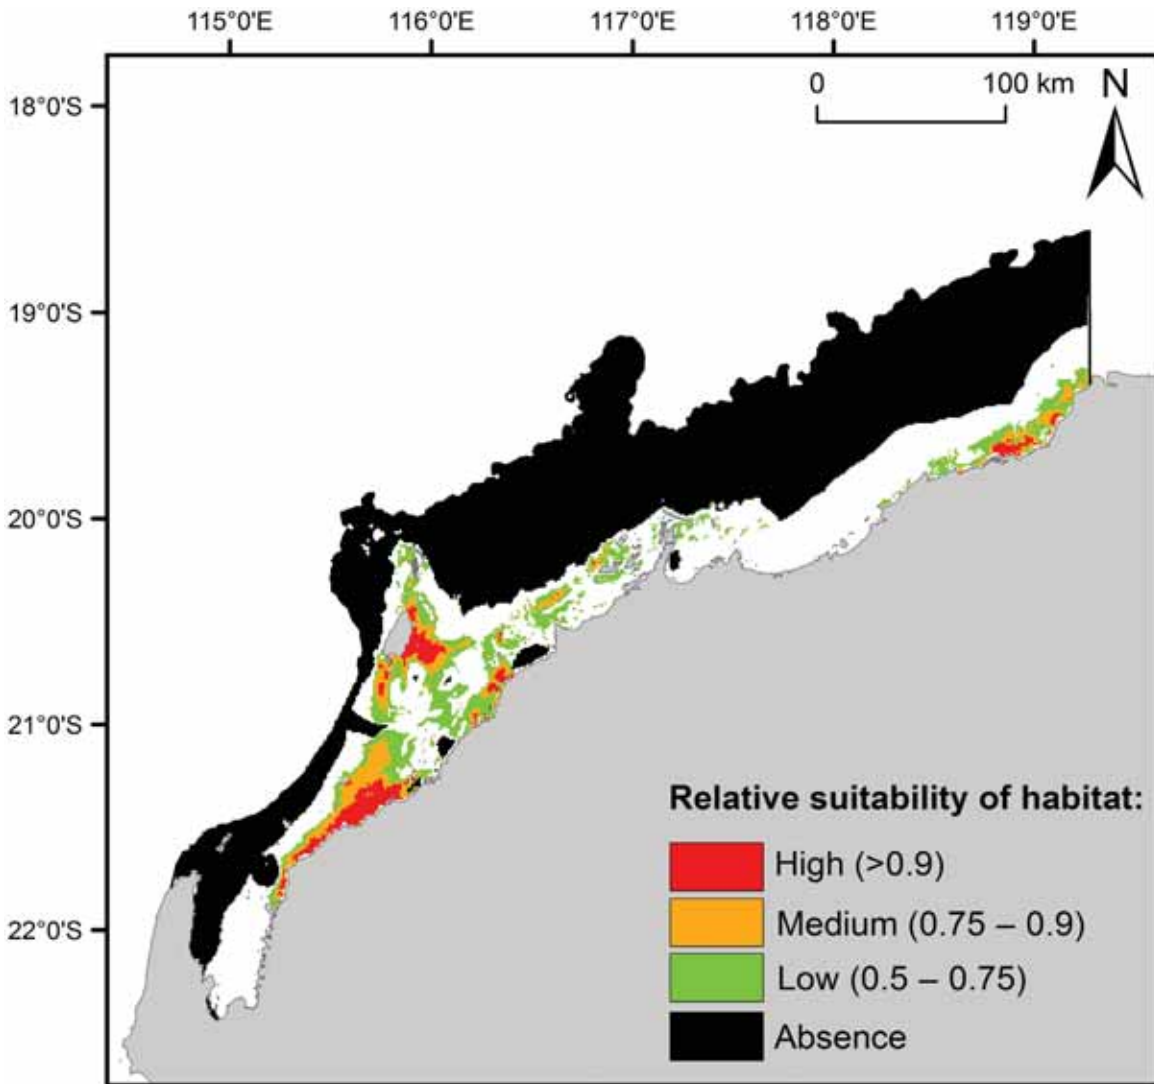 115°0'E 116°0'E 117°0'E 118°0'E 119°0'E
0 100 km N
18°0'S
19°0'S
20°0'S
21°0'S
22°0'S
Relative suitability of habitat:
High (>0.9)
Medium (0.75 – 0.9)
Low (0.5 – 0.75)
Absence